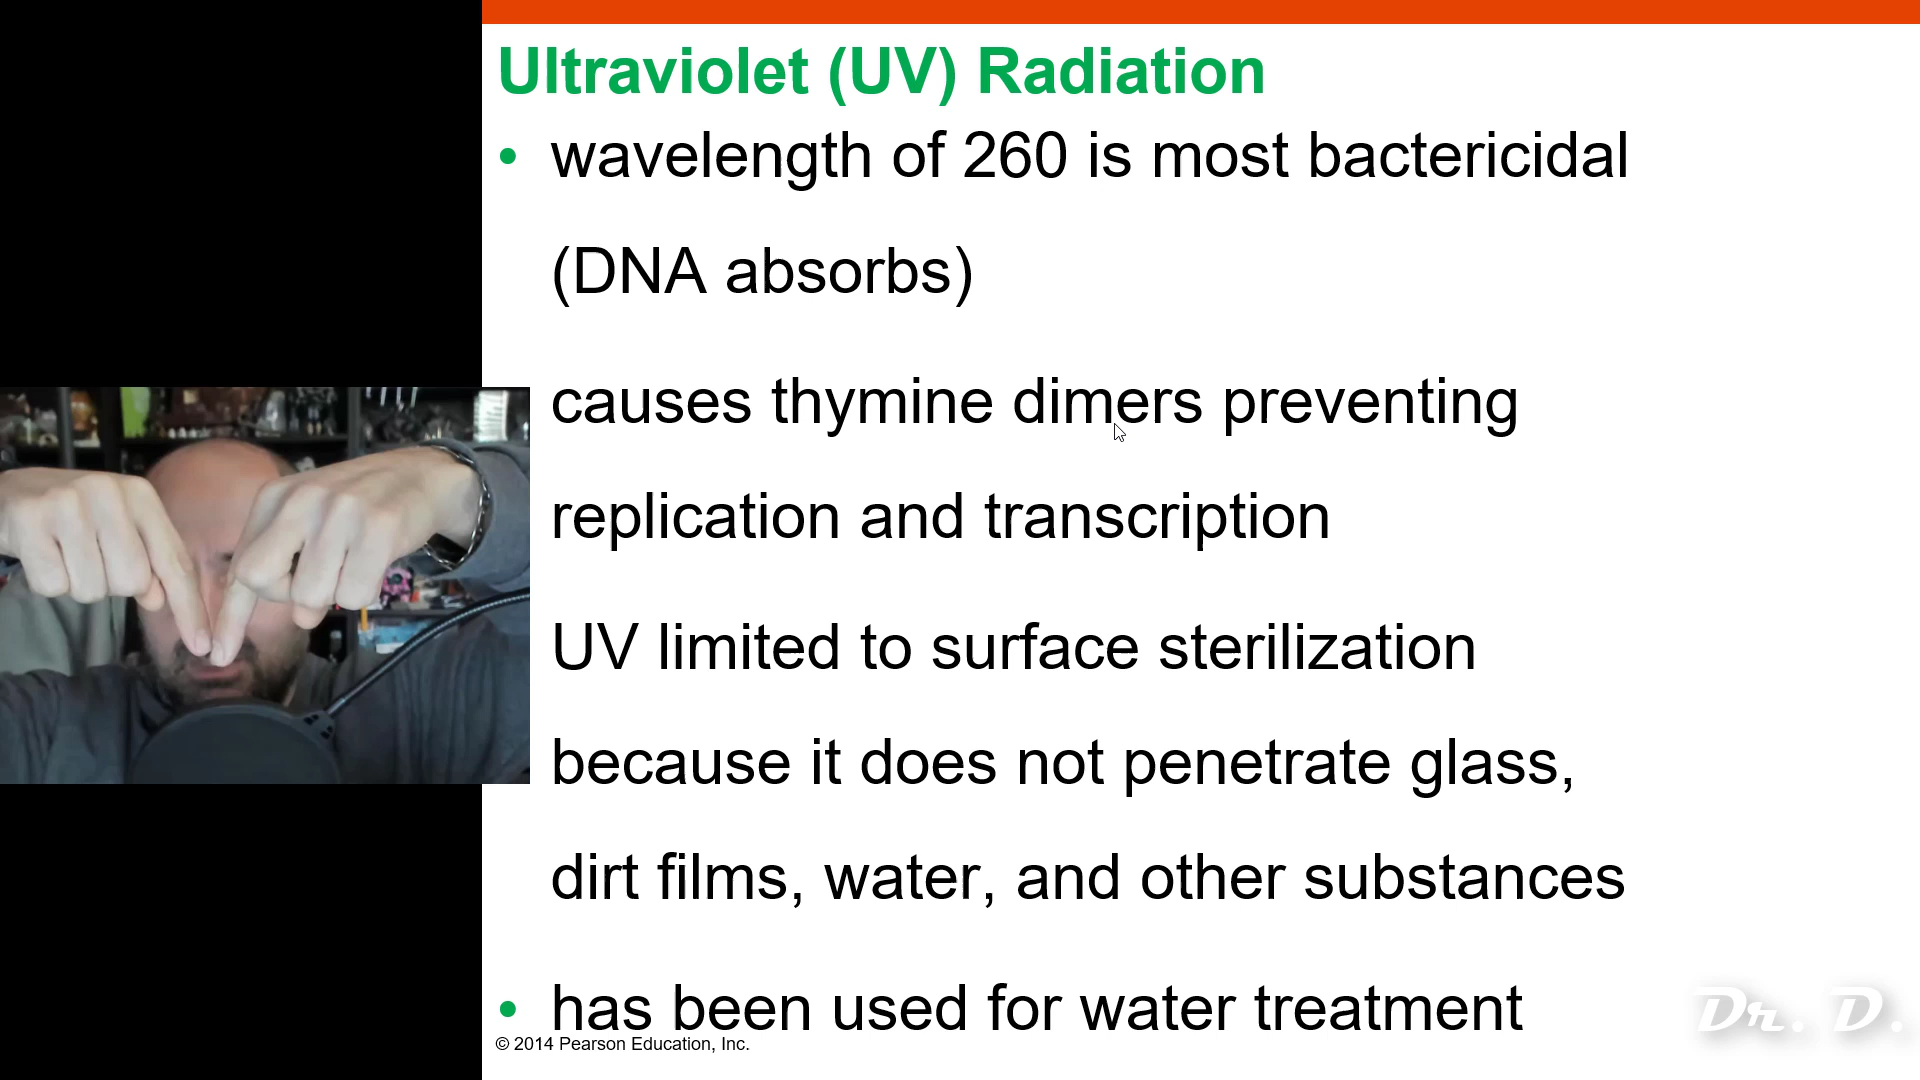 Ultraviolet (UV) Radiation
• wavelength of 260 is most bactericidal
(DNA absorbs)
causes thymine dimers preventing
replication and transcription
UV limited to surface sterilization
because it does not penetrate glass,
dirt films, water, and other substances
• has been used for water treatment
© 2014 Pearson Education, Inc.
Dr. D.